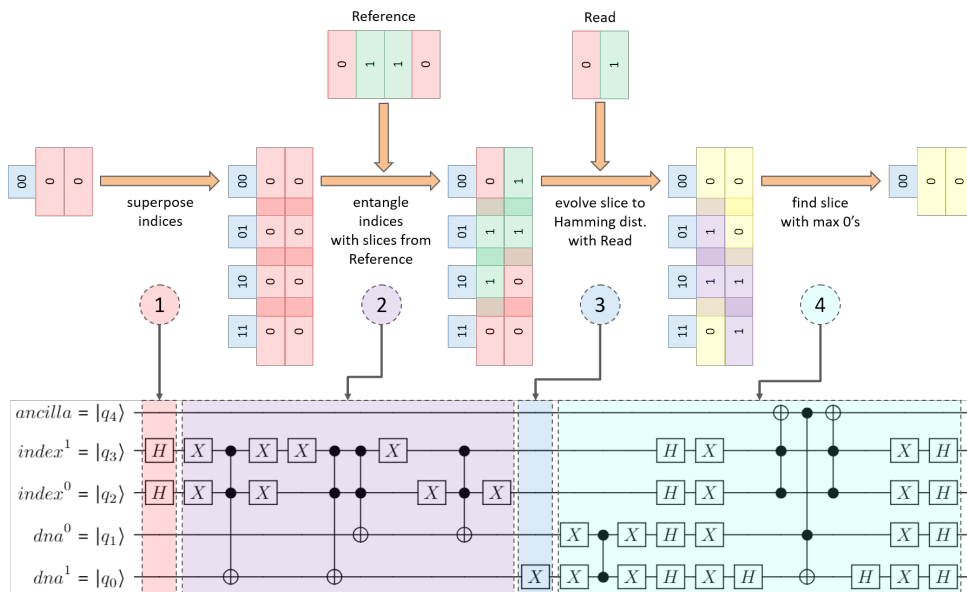 Reference
Read
0 1 1 0
0 1
00 0 0
superpose
indices
00 0 0
01 0 0
10 0 0
11 0 0
entangle
indices
with slices from
Reference
00 0 1
01 1 1
10 1 0
11 0 0
evolve slice to
Hamming dist.
with Read
00 0 0
01 1 0
10 1 1
11 0 1
find slice
with max 0's
00 0 0
1
2
3
4
ancilla = |q₄⟩
index¹ = |q₃⟩ H X X X X H X X H
index⁰ = |q₂⟩ H X X X X H X X H
dna⁰ = |q₁⟩ X X H X X H
dna¹ = |q₀⟩ X X X H X H H X H